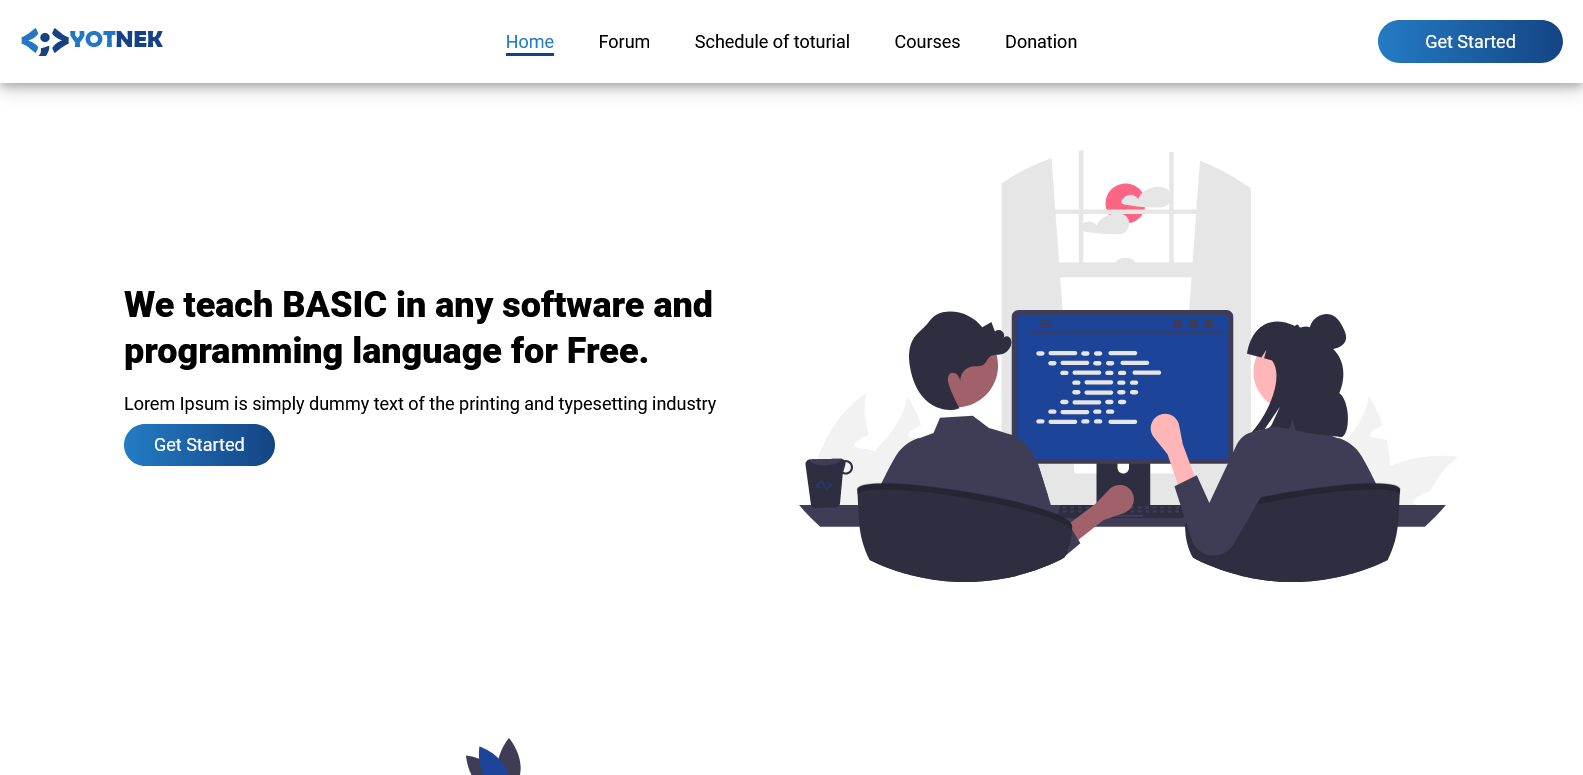 YOTNEK
Home
Forum
Schedule of toturial
Courses
Donation
Get Started
We teach BASIC in any software and
programming language for Free.
Lorem Ipsum is simply dummy text of the printing and typesetting industry
Get Started